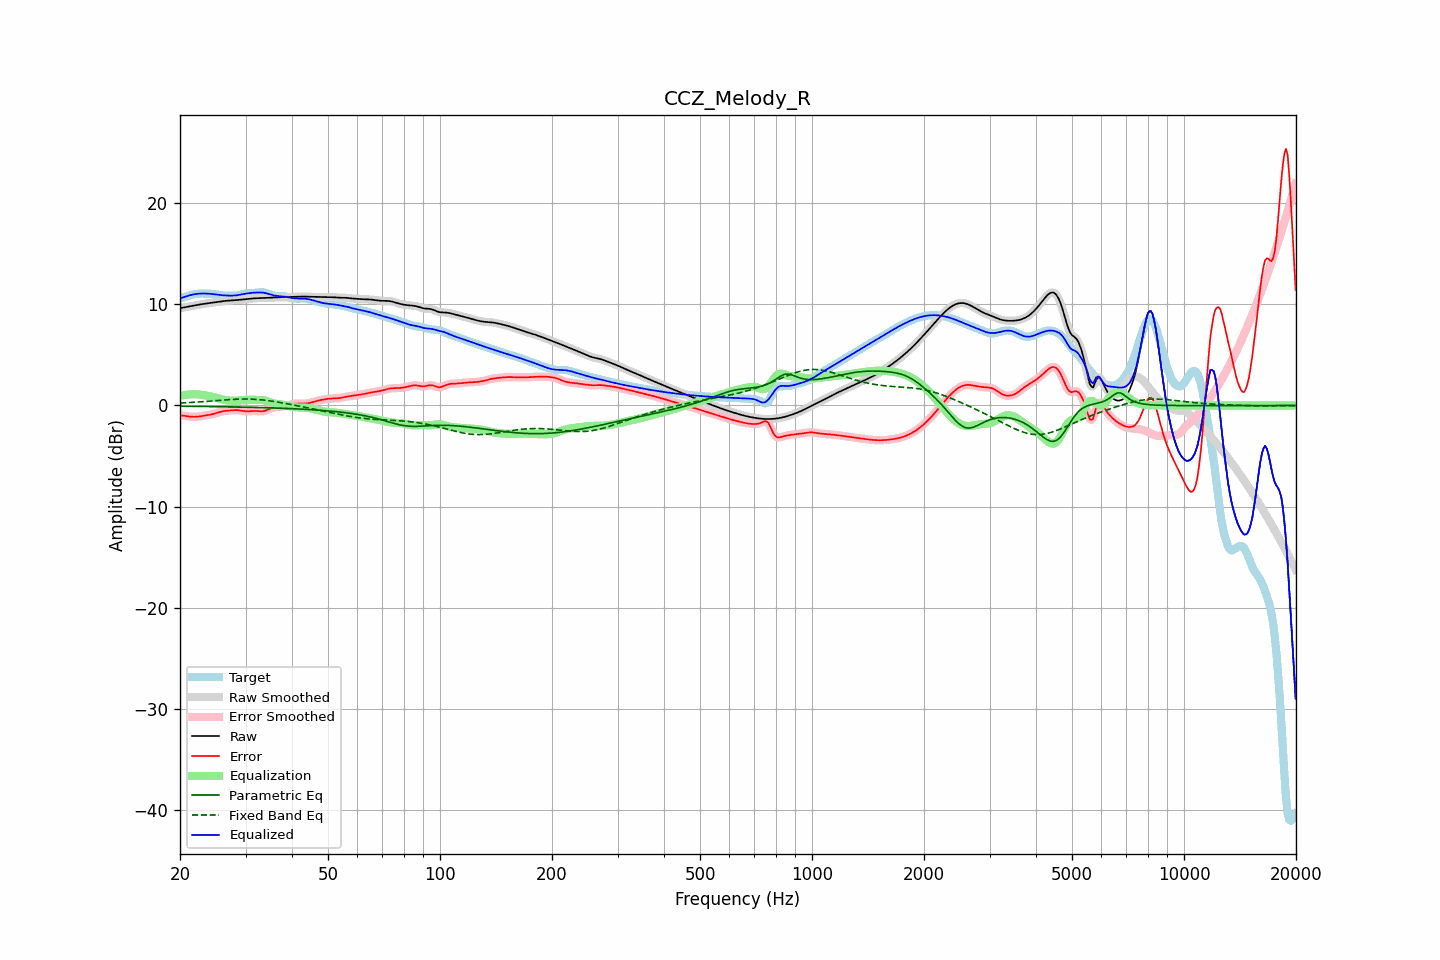 CCZ_Melody_R
Amplitude (dBr)
20
10
0
−10
−20
−30
−40
Target
Raw Smoothed
Error Smoothed
Raw
Error
Equalization
Parametric Eq
Fixed Band Eq
Equalized
20 50 100 200 500 1000 2000 5000 10000 20000
Frequency (Hz)